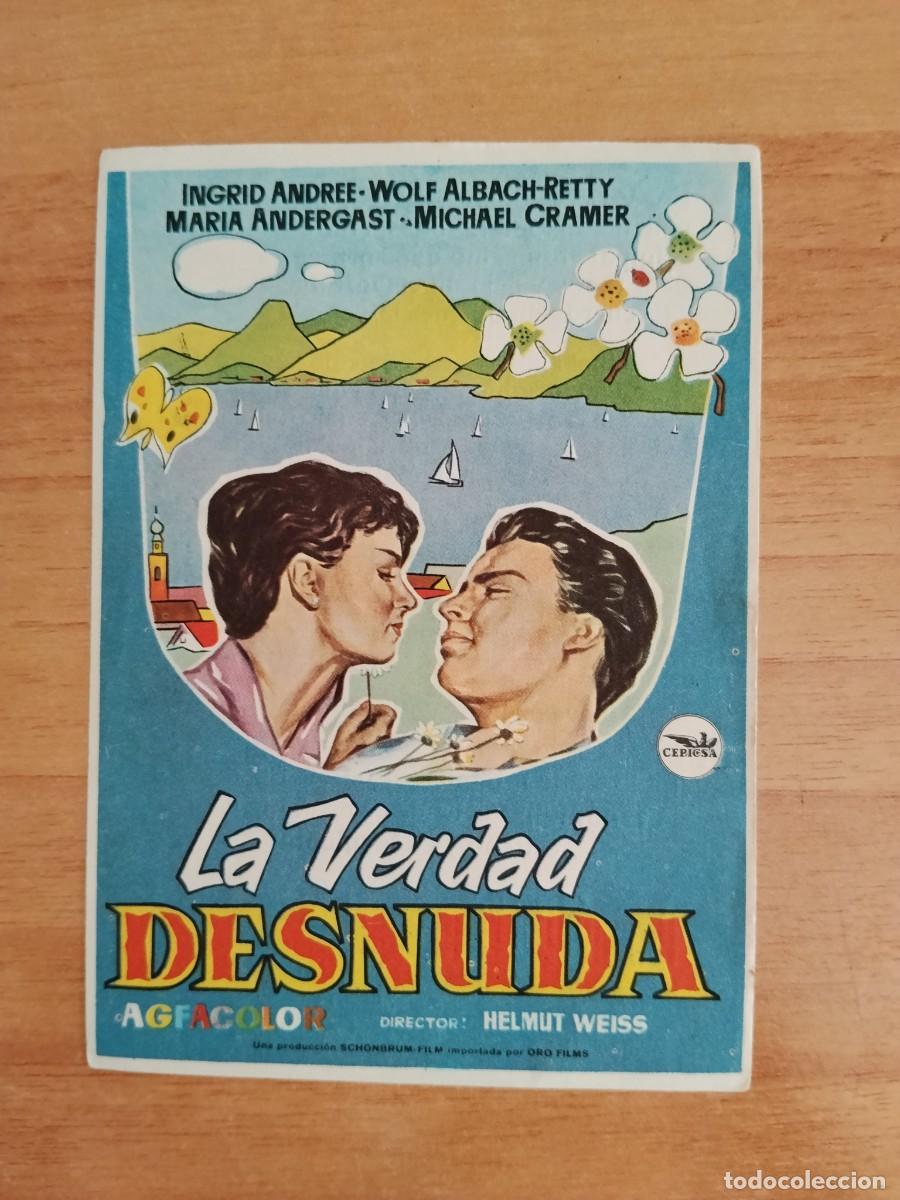 INGRID ANDREE · WOLF ALBACH-RETTY
MARIA ANDERGAST · MICHAEL CRAMER
CEPICSA
La Verdad
DESNUDA
AGFACOLOR DIRECTOR: HELMUT WEISS
Una producción SCHÖNBRUM-FILM importada por ORO FILMS
todocoleccion